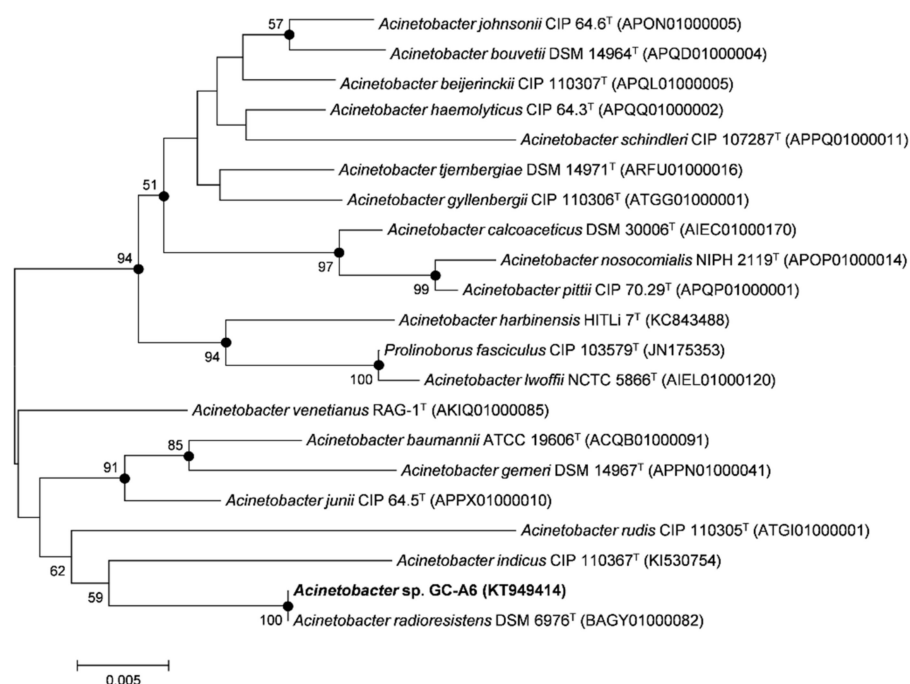 57
Acinetobacter johnsonii CIP 64.6ᵀ (APON01000005)
Acinetobacter bouvetii DSM 14964ᵀ (APQD01000004)
Acinetobacter beijerinckii CIP 110307ᵀ (APQL01000005)
Acinetobacter haemolyticus CIP 64.3ᵀ (APQQ01000002)
Acinetobacter schindleri CIP 107287ᵀ (APPQ01000011)
Acinetobacter tjernbergiae DSM 14971ᵀ (ARFU01000016)
51
Acinetobacter gyllenbergii CIP 110306ᵀ (ATGG01000001)
Acinetobacter calcoaceticus DSM 30006ᵀ (AIEC01000170)
94
97
Acinetobacter nosocomialis NIPH 2119ᵀ (APOP01000014)
99
Acinetobacter pittii CIP 70.29ᵀ (APQP01000001)
Acinetobacter harbinensis HITLi 7ᵀ (KC843488)
94
Prolinoborus fasciculus CIP 103579ᵀ (JN175353)
100
Acinetobacter lwoffii NCTC 5866ᵀ (AIEL01000120)
Acinetobacter venetianus RAG-1ᵀ (AKIQ01000085)
85
Acinetobacter baumannii ATCC 19606ᵀ (ACQB01000091)
91
Acinetobacter gerneri DSM 14967ᵀ (APPN01000041)
Acinetobacter junii CIP 64.5ᵀ (APPX01000010)
Acinetobacter rudis CIP 110305ᵀ (ATGI01000001)
62
Acinetobacter indicus CIP 110367ᵀ (KI530754)
59
Acinetobacter sp. GC-A6 (KT949414)
100
Acinetobacter radioresistens DSM 6976ᵀ (BAGY01000082)
0.005